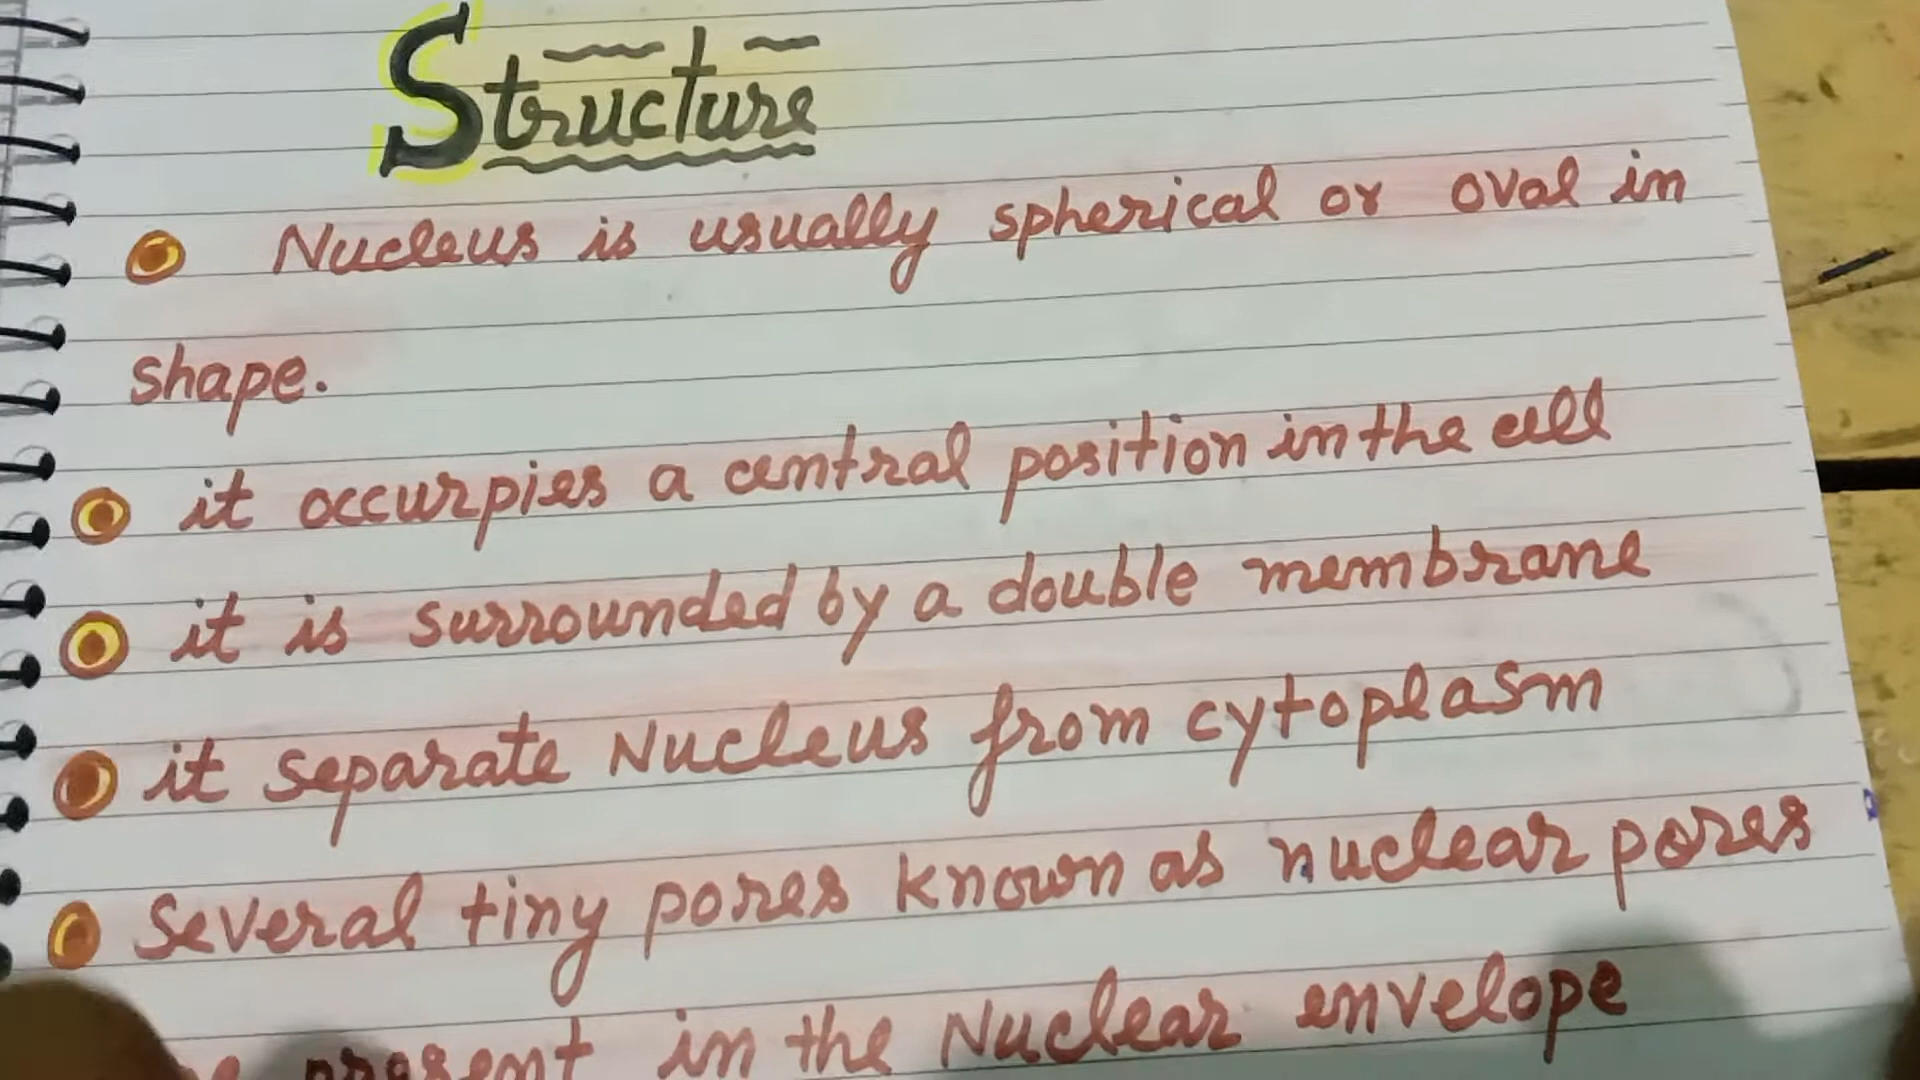 Structure
Nucleus is usually spherical or oval in
shape.
it occurpies a central position in the cell
it is surrounded by a double membrane
it separate Nucleus from cytoplasm
Several tiny pores known as nuclear pores
present in the Nuclear envelope